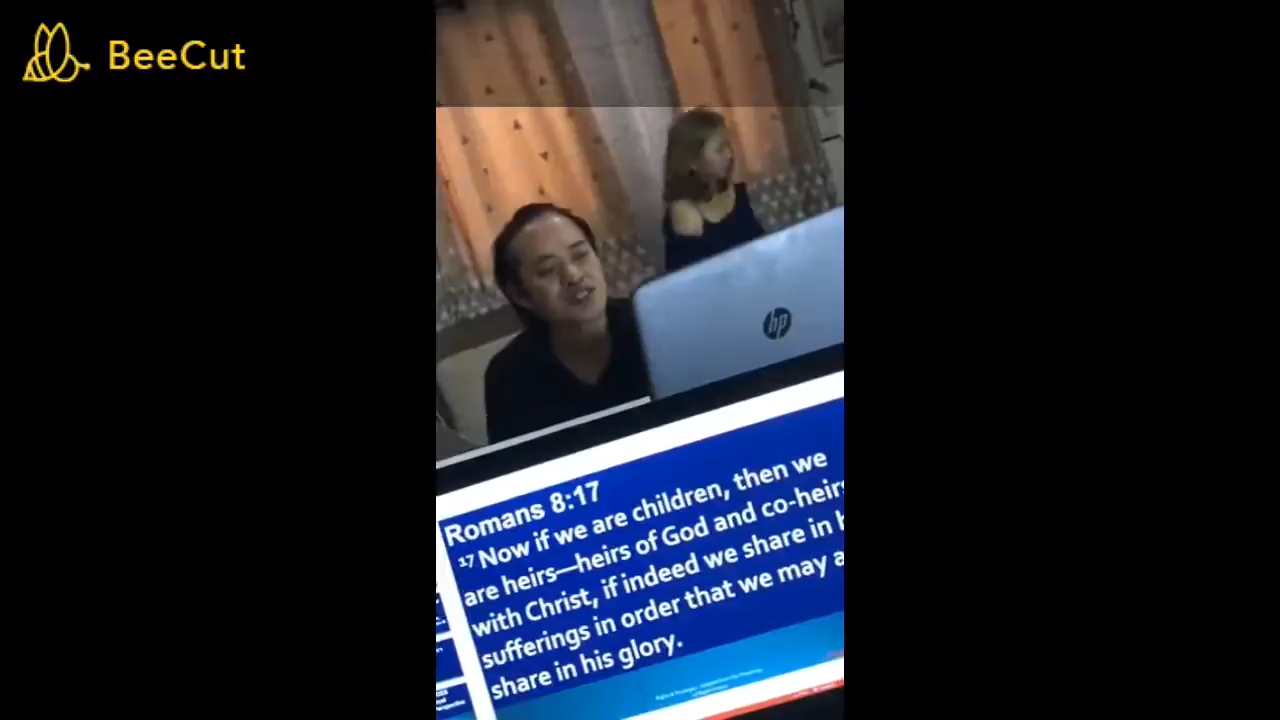 BeeCut
hp
Romans 8:17
17 Now if we are children, then we
are heirs—heirs of God and co-heirs
with Christ, if indeed we share in
sufferings in order that we may
share in his glory.